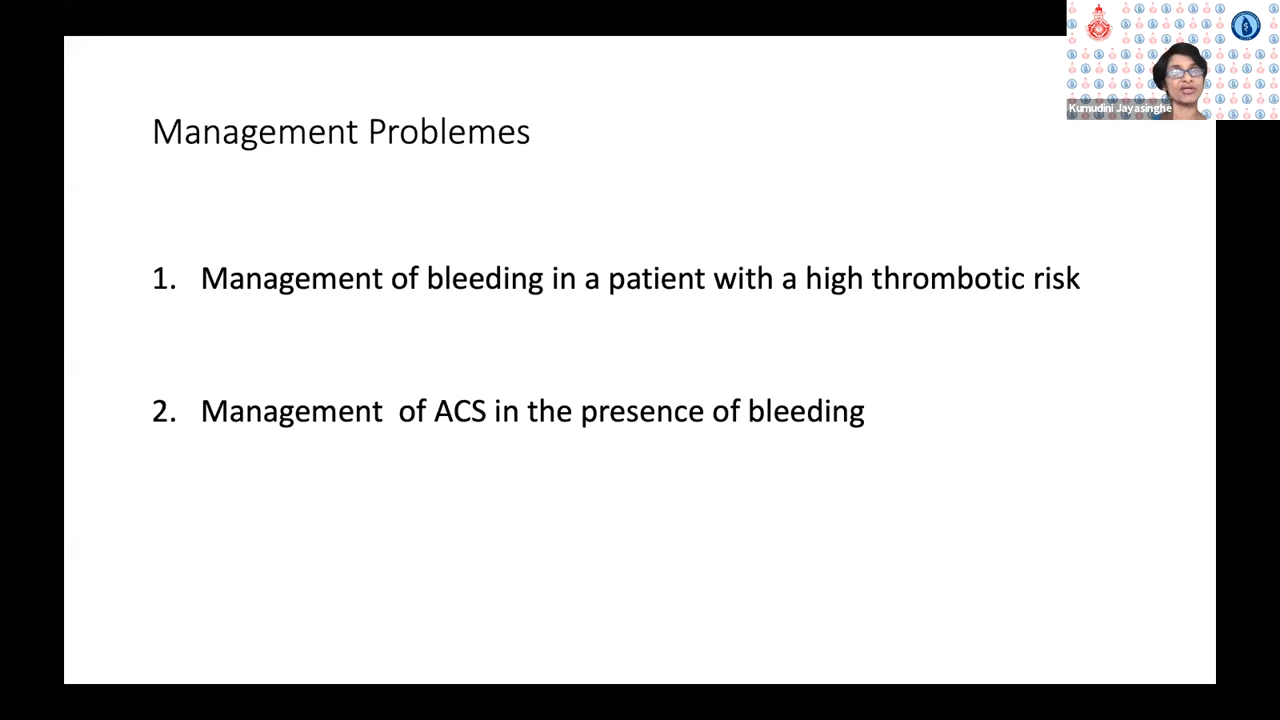 Kumudini Jayasinghe
Management Problemes
1. Management of bleeding in a patient with a high thrombotic risk
2. Management of ACS in the presence of bleeding